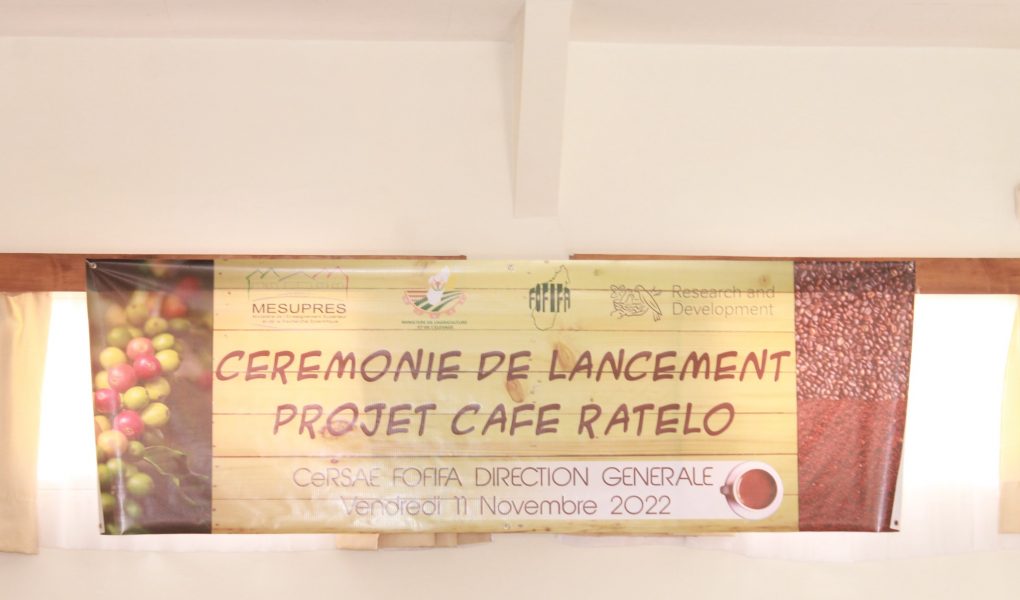 MESUPRES
FOFIFA
Research and
Development
CEREMONIE DE LANCEMENT
PROJET CAFE RATELO
CeRSAE FOFIFA DIRECTION GENERALE
Vendredi 11 Novembre 2022